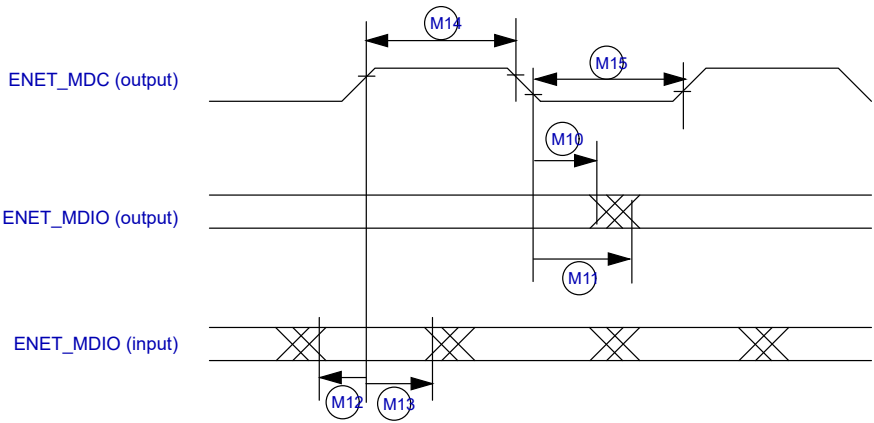 M14
ENET_MDC (output)
M15
M10
ENET_MDIO (output)
M11
ENET_MDIO (input)
M12
M13